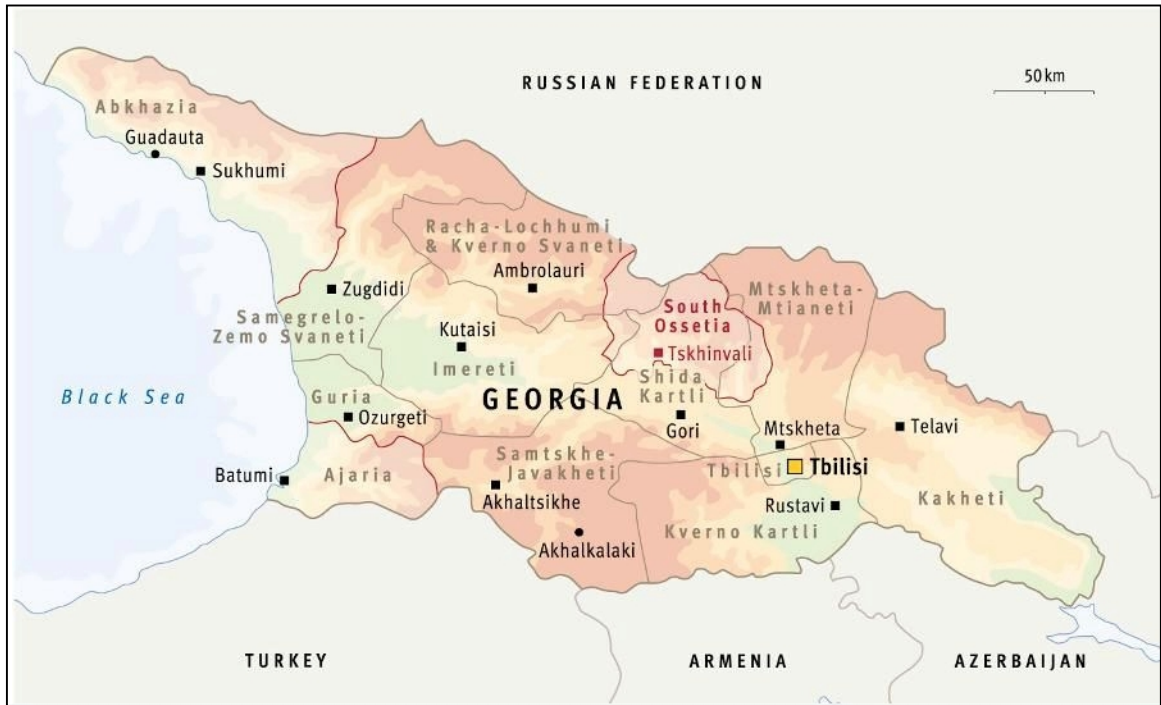 RUSSIAN FEDERATION
50 km
Abkhazia
Guadauta
Sukhumi
Racha-Lochhumi
& Kverno Svaneti
Ambrolauri
Mtskheta-
Mtianeti
Zugdidi
Samegrelo-
Zemo Svaneti
South
Ossetia
Tskhinvali
Kutaisi
Imereti
Shida
Kartli
Black Sea
GEORGIA
Guria
Ozurgeti
Gori
Mtskheta
Telavi
Batumi
Ajaria
Samtskhe-
Javakheti
Akhaltsikhe
Tbilisi
Tbilisi
Kakheti
Rustavi
Kverno Kartli
Akhalkalaki
TURKEY
ARMENIA
AZERBAIJAN